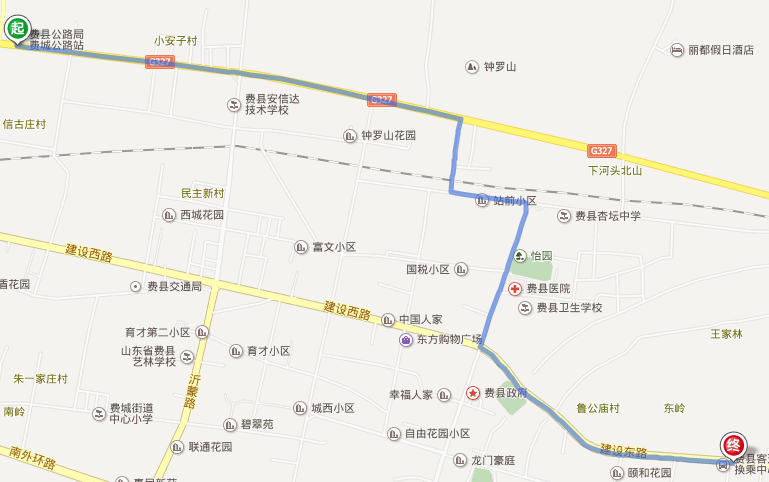 起
费县公路局
费城公路站
小安子村
丽都假日酒店
G327
钟罗山
G327
费县安信达
技术学校
信古庄村
钟罗山花园
G327
下河头北山
民主新村
站前小区
西城花园
费县杏坛中学
建设西路
富文小区
怡园
国税小区
盾花园
费县交通局
费县医院
建设西路
费县卫生学校
中国人家
育才第二小区
东方购物广场
王家林
山东省费县
艺林学校
育才小区
朱一家庄村
沂蒙路
幸福人家
费县政府
南岭
费城街道
中心小学
城西小区
鲁公庙村
东岭
碧翠苑
自由花园小区
终
联通花园
建设东路
南外环路
龙门豪庭
颐和花园
费县客运
换乘中心